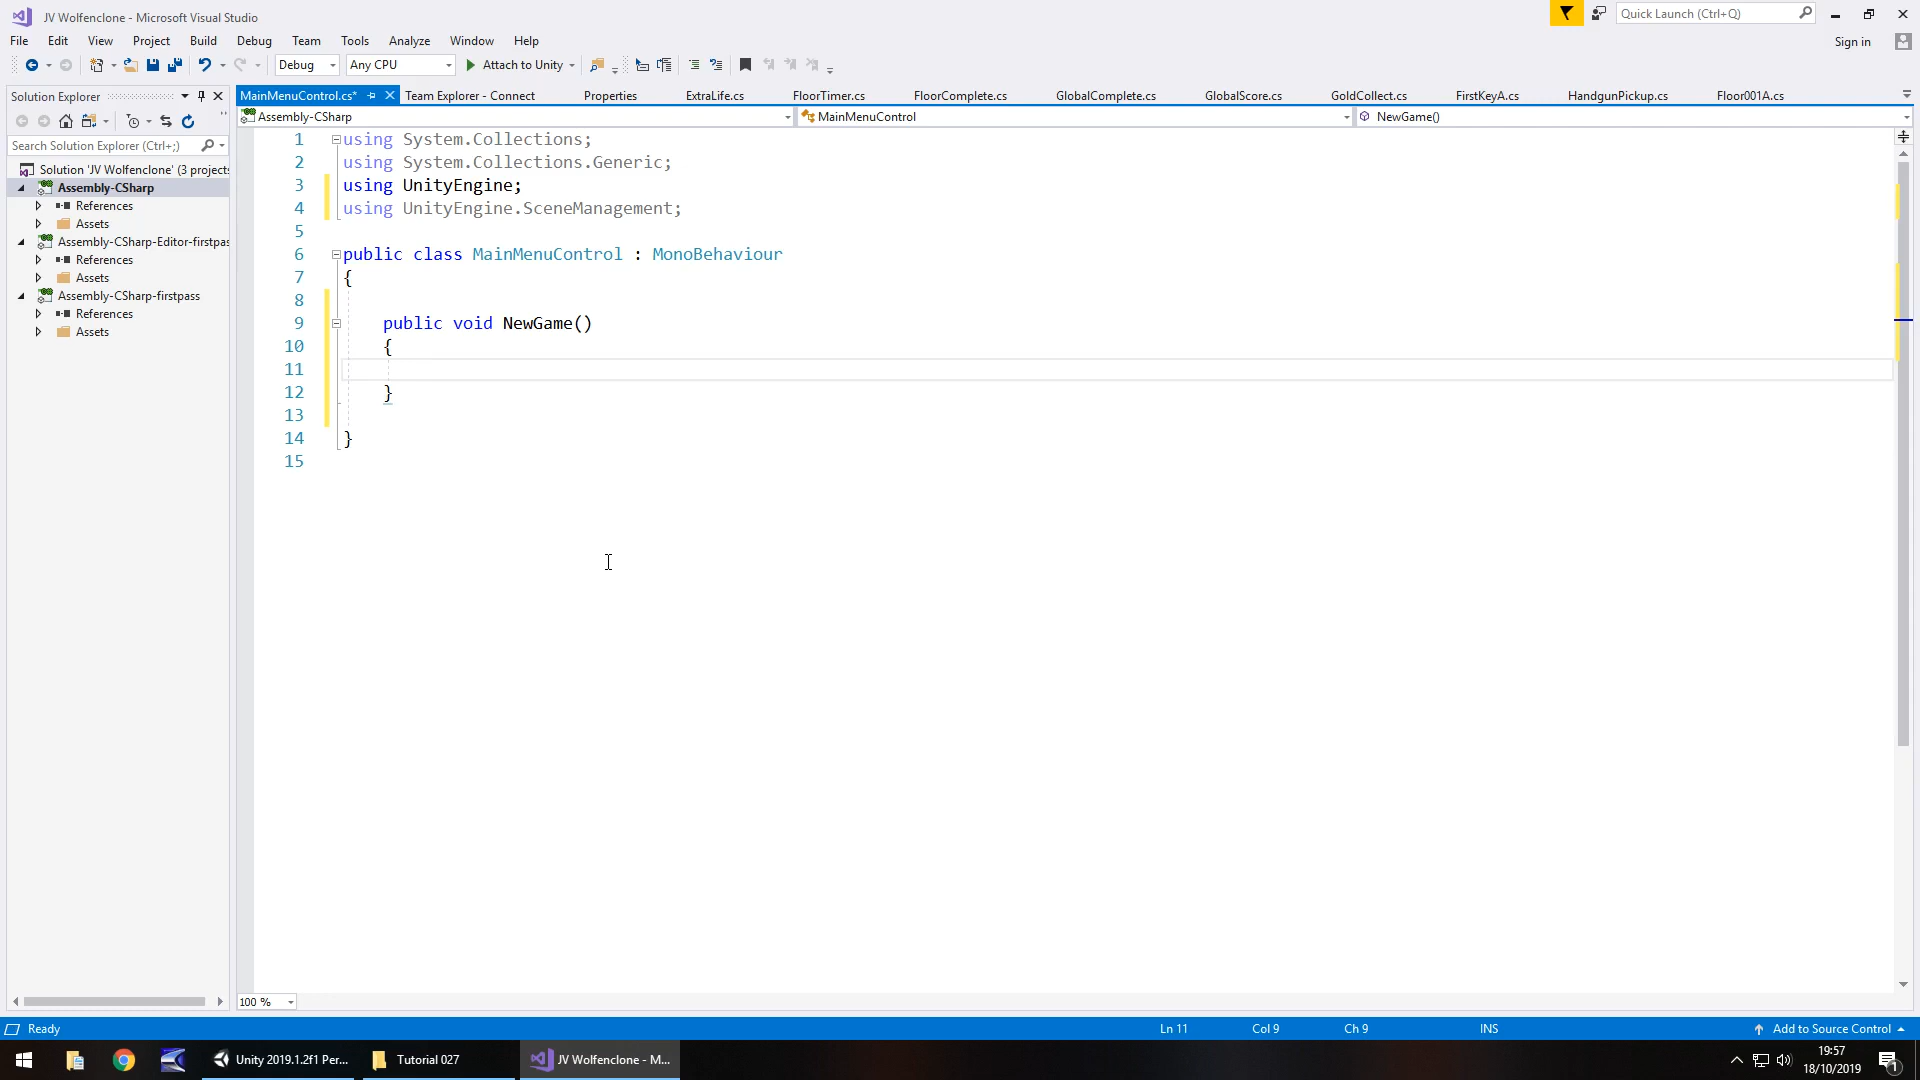 JV Wolfenclone - Microsoft Visual Studio
Quick Launch (Ctrl+Q)
File Edit View Project Build Debug Team Tools Analyze Window Help
Sign in
Debug Any CPU Attach to Unity
Solution Explorer
MainMenuControl.cs* Team Explorer - Connect Properties ExtraLife.cs FloorTimer.cs FloorComplete.cs GlobalComplete.cs GlobalScore.cs GoldCollect.cs FirstKeyA.cs HandgunPickup.cs Floor001A.cs
Assembly-CSharp MainMenuControl NewGame()
Search Solution Explorer (Ctrl+;)
Solution 'JV Wolfenclone' (3 projects
Assembly-CSharp
References
Assets
Assembly-CSharp-Editor-firstpas
References
Assets
Assembly-CSharp-firstpass
References
Assets
1 using System.Collections;
2 using System.Collections.Generic;
3 using UnityEngine;
4 using UnityEngine.SceneManagement;
5
6 public class MainMenuControl : MonoBehaviour
7 {
8
9 public void NewGame()
10 {
11
12 }
13
14 }
15
100 %
Ready Ln 11 Col 9 Ch 9 INS Add to Source Control
Unity 2019.1.2f1 Per... Tutorial 027 JV Wolfenclone - M...
19:57
18/10/2019
1